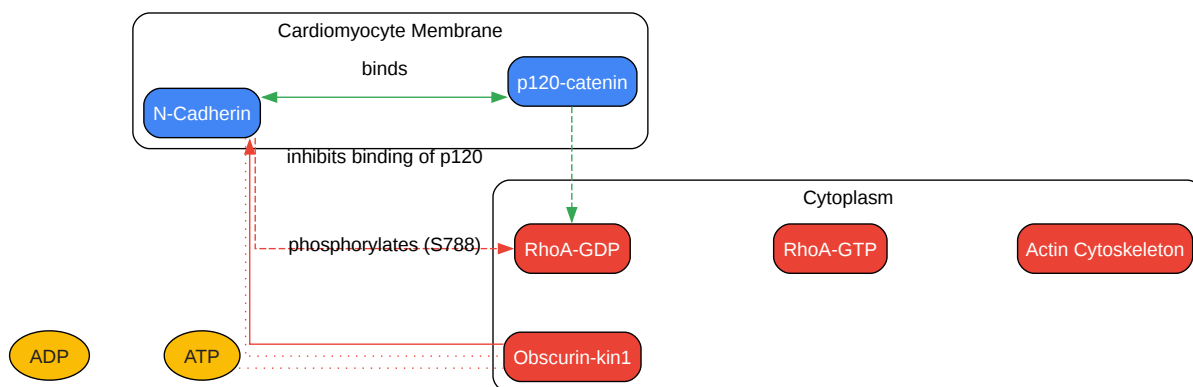 Cardiomyocyte Membrane
binds
p120-catenin
N-Cadherin
inhibits binding of p120
Cytoplasm
phosphorylates (S788)
RhoA-GDP
RhoA-GTP
Actin Cytoskeleton
ADP
ATP
Obscurin-kin1